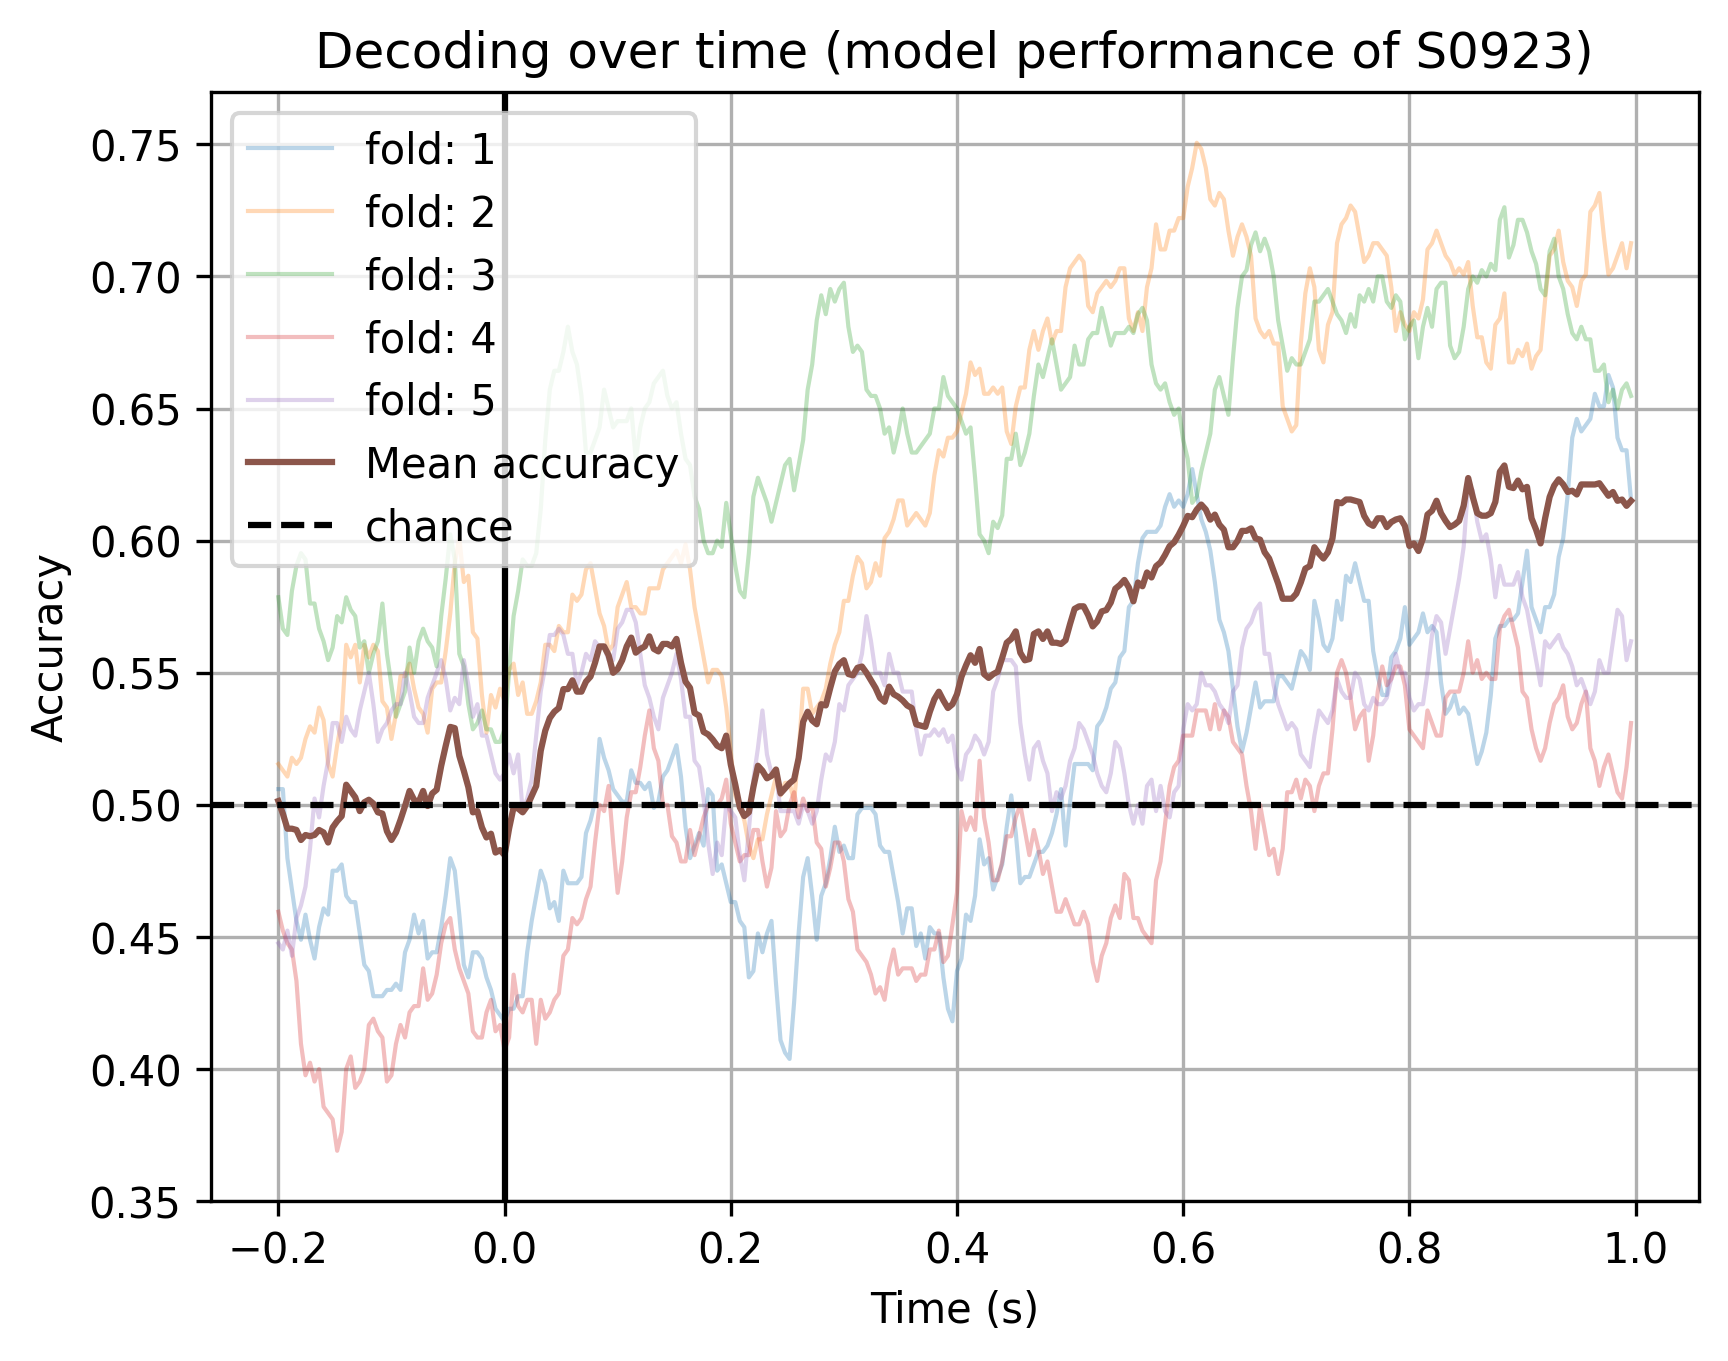 Decoding over time (model performance of S0923)
fold: 1
fold: 2
fold: 3
fold: 4
fold: 5
Mean accuracy
chance
0.75
0.70
0.65
0.60
0.55
0.50
0.45
0.40
0.35
Accuracy
−0.2 0.0 0.2 0.4 0.6 0.8 1.0
Time (s)